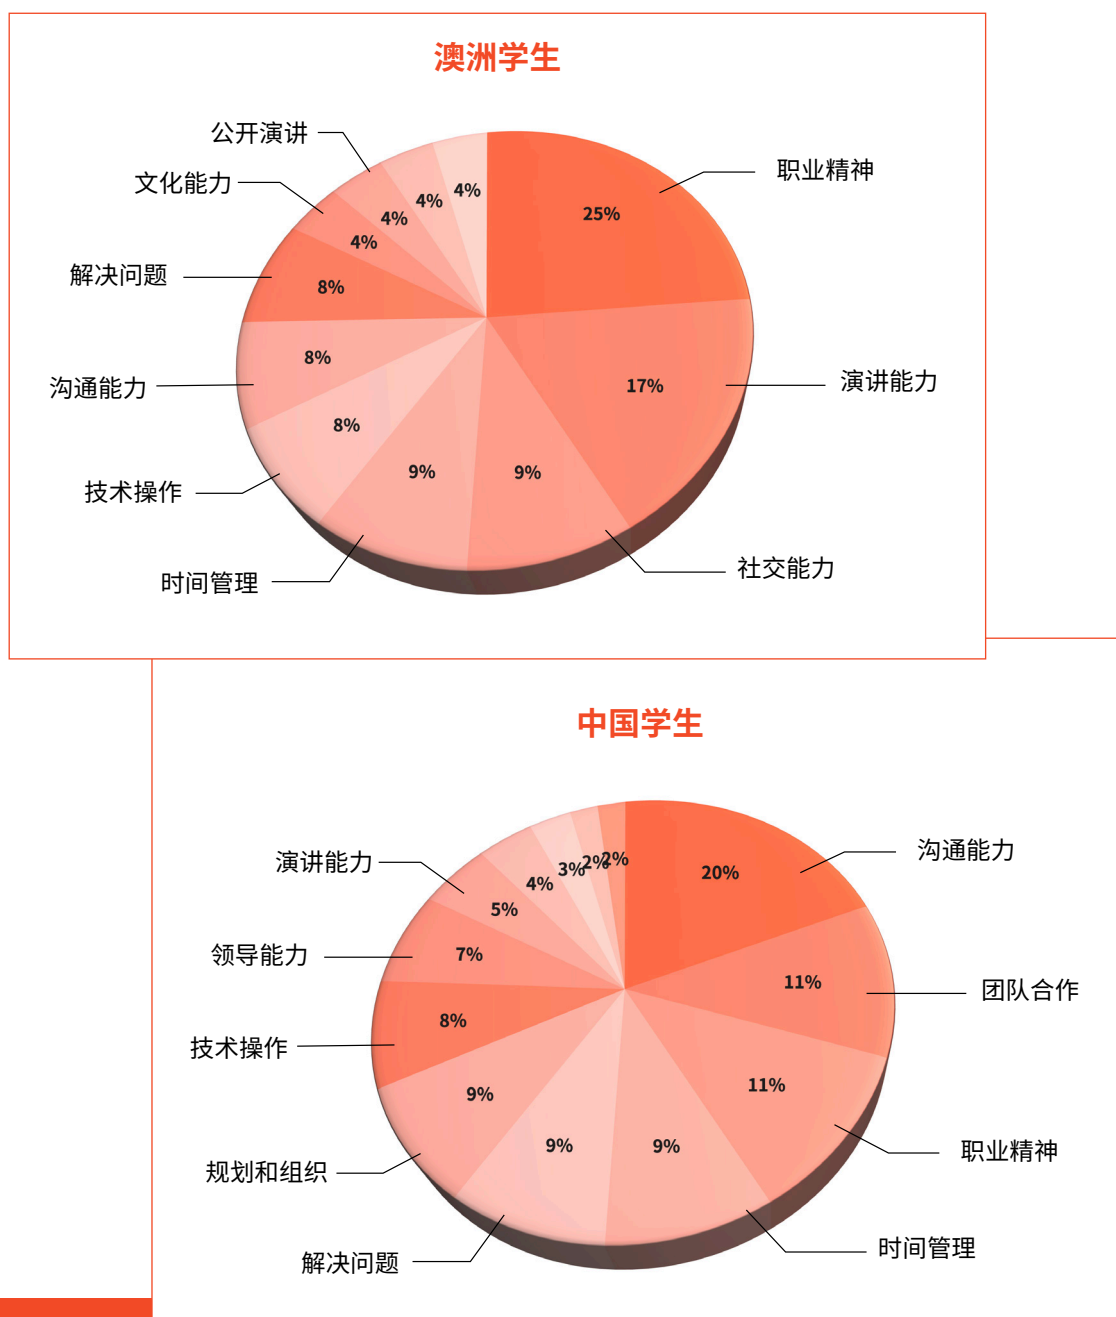 澳洲学生
公开演讲
文化能力
解决问题
沟通能力
技术操作
时间管理
职业精神
演讲能力
社交能力
25%
17%
9%
9%
8%
8%
8%
4%
4%
4%
4%
中国学生
演讲能力
领导能力
技术操作
规划和组织
解决问题
沟通能力
团队合作
职业精神
时间管理
20%
11%
11%
9%
9%
9%
8%
7%
5%
4%
3%
2%
2%